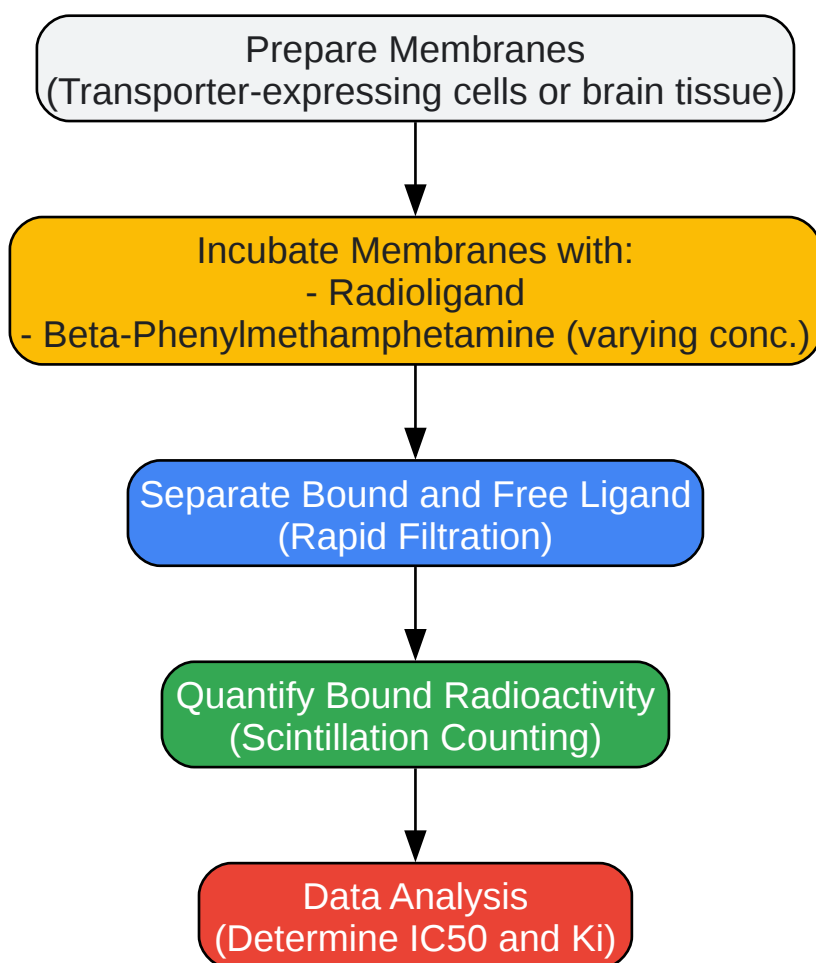 Prepare Membranes
(Transporter-expressing cells or brain tissue)
Incubate Membranes with:
- Radioligand
- Beta-Phenylmethamphetamine (varying conc.)
Separate Bound and Free Ligand
(Rapid Filtration)
Quantify Bound Radioactivity
(Scintillation Counting)
Data Analysis
(Determine IC50 and Ki)